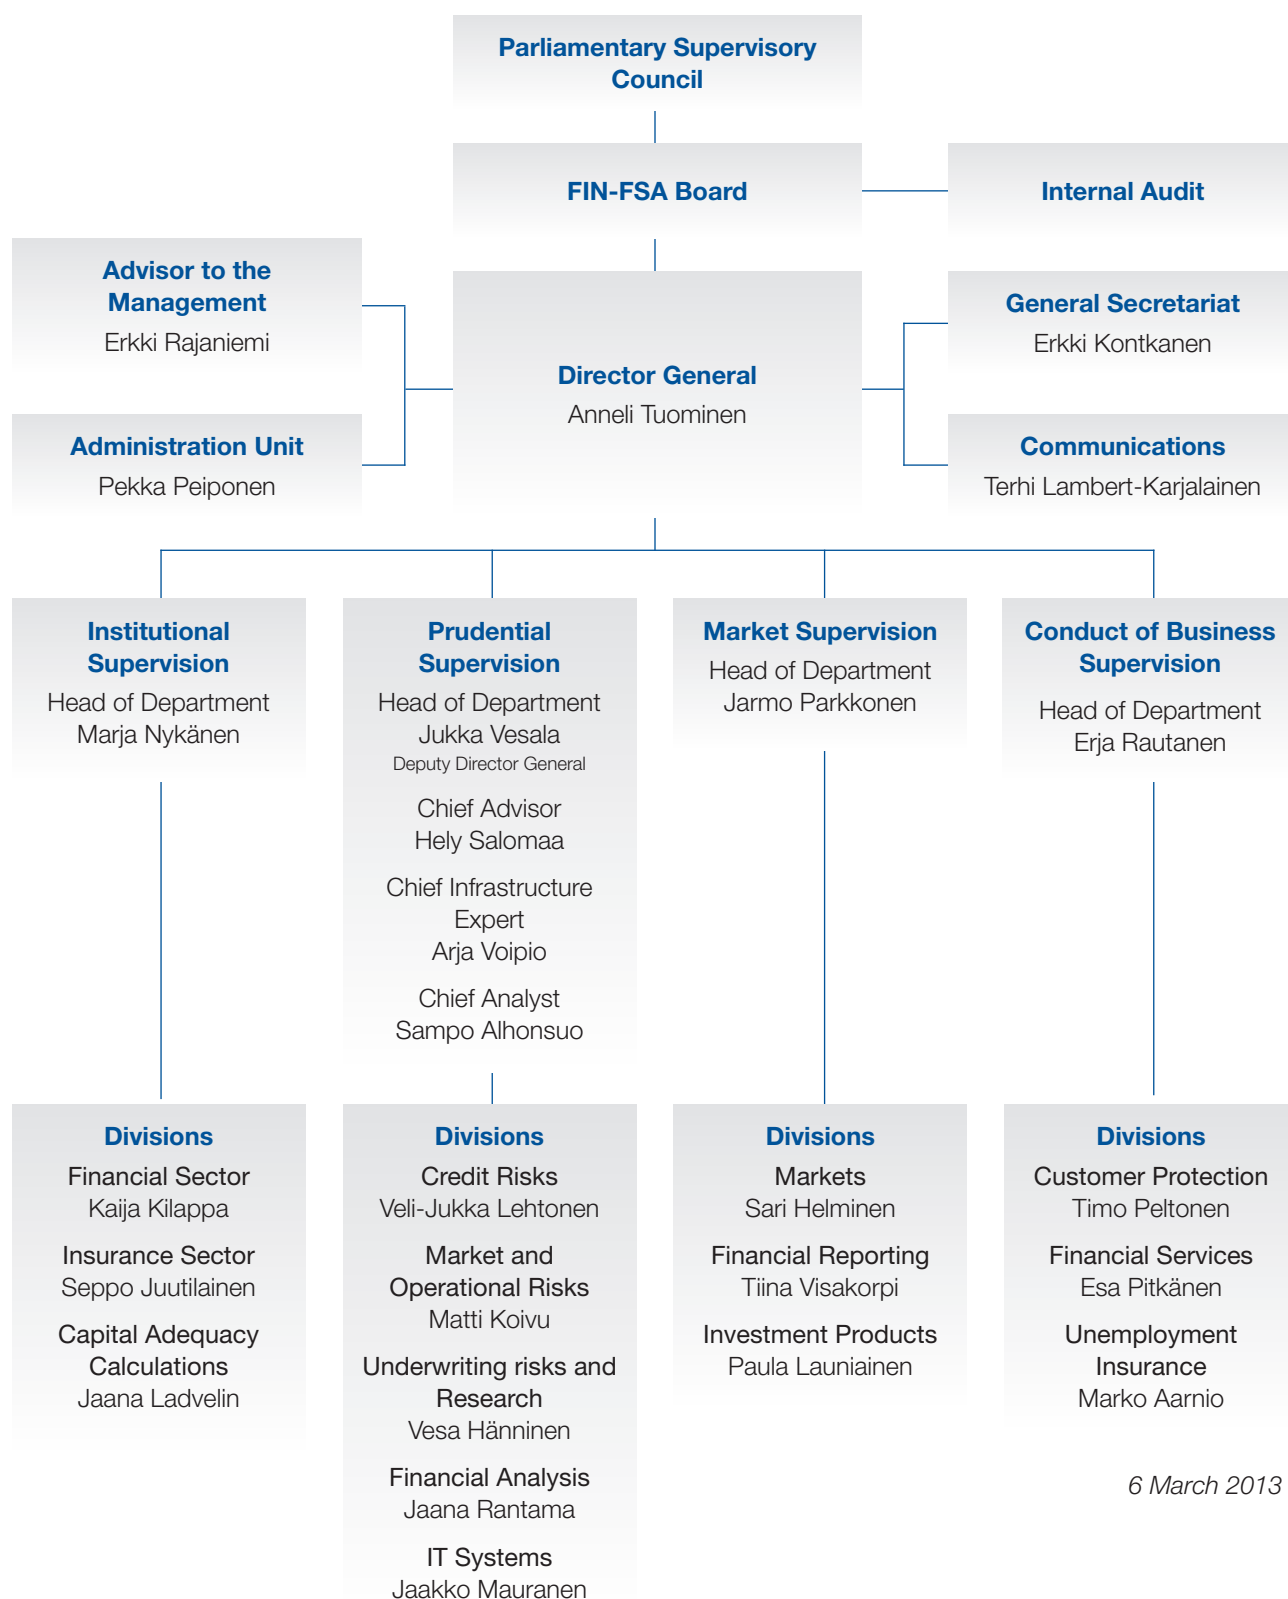 Parliamentary Supervisory
Council
FIN-FSA Board
Internal Audit
Advisor to the
Management
Erkki Rajaniemi
General Secretariat
Erkki Kontkanen
Director General
Anneli Tuominen
Administration Unit
Pekka Peiponen
Communications
Terhi Lambert-Karjalainen
Institutional
Supervision
Head of Department
Marja Nykänen
Prudential
Supervision
Head of Department
Jukka Vesala
Deputy Director General
Chief Advisor
Hely Salomaa
Chief Infrastructure
Expert
Arja Voipio
Chief Analyst
Sampo Alhonsuo
Market Supervision
Head of Department
Jarmo Parkkonen
Conduct of Business
Supervision
Head of Department
Erja Rautanen
Divisions
Financial Sector
Kaija Kilappa
Insurance Sector
Seppo Juutilainen
Capital Adequacy
Calculations
Jaana Ladvelin
Divisions
Credit Risks
Veli-Jukka Lehtonen
Market and
Operational Risks
Matti Koivu
Underwriting risks and
Research
Vesa Hänninen
Financial Analysis
Jaana Rantama
IT Systems
Jaakko Mauranen
Divisions
Markets
Sari Helminen
Financial Reporting
Tiina Visakorpi
Investment Products
Paula Launiainen
Divisions
Customer Protection
Timo Peltonen
Financial Services
Esa Pitkänen
Unemployment
Insurance
Marko Aarnio
6 March 2013